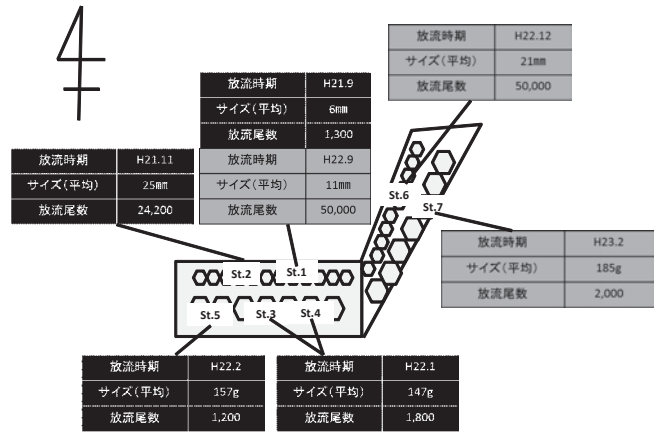 放流時期 H22.12
サイズ(平均) 21㎜
放流尾数 50,000
放流時期 H21.9
サイズ(平均) 6㎜
放流尾数 1,300
放流時期 H22.9
サイズ(平均) 11㎜
放流尾数 50,000
放流時期 H21.11
サイズ(平均) 25㎜
放流尾数 24,200
St.6
St.7
放流時期 H23.2
サイズ(平均) 185g
放流尾数 2,000
St.2 St.1
St.5 St.3 St.4
放流時期 H22.2
サイズ(平均) 157g
放流尾数 1,200
放流時期 H22.1
サイズ(平均) 147g
放流尾数 1,800